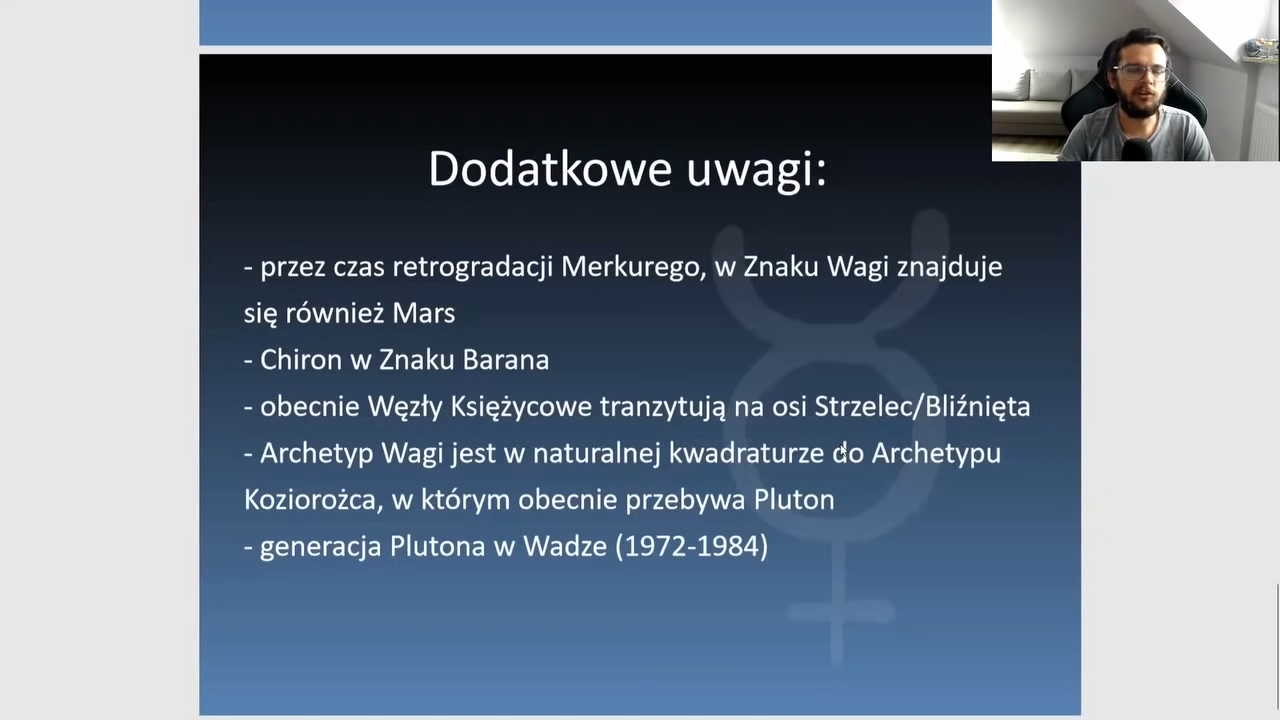 Dodatkowe uwagi:
- przez czas retrogradacji Merkurego, w Znaku Wagi znajduje
się również Mars
- Chiron w Znaku Barana
- obecnie Węzły Księżycowe tranzytują na osi Strzelec/Bliźnięta
- Archetyp Wagi jest w naturalnej kwadraturze do Archetypu
Koziorożca, w którym obecnie przebywa Pluton
- generacja Plutona w Wadze (1972-1984)